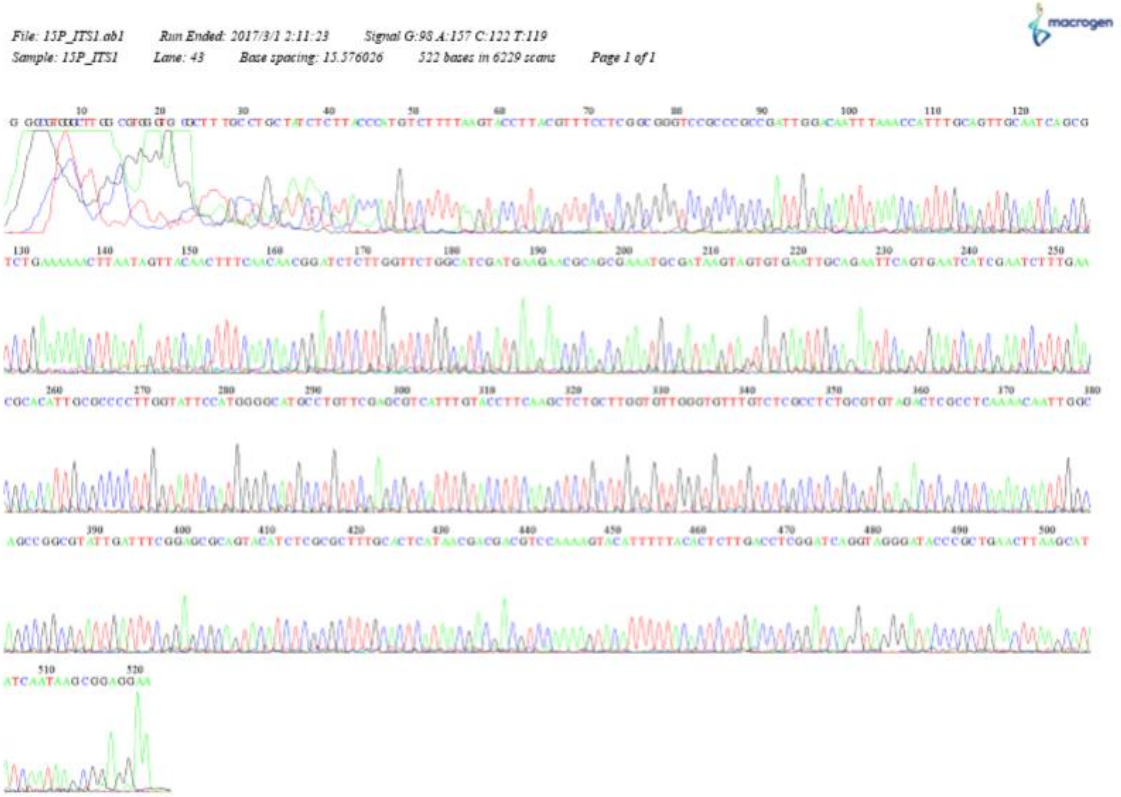 macrogen
File: 15P_ITS1.ab1 Run Ended: 2017/3/1 2:11:23 Signal G:98 A:157 C:122 T:119
Sample: 15P_ITS1 Lane: 43 Base spacing: 15.576026 522 bases in 6229 scans Page 1 of 1
10 20 30 40 50 60 70 80 90 100 110 120
GCTT TGCCTGCTATCTCTTACCCATGTCTTTTAAGTACCTTACGTTTCCTCGGCGGGTCCGCCCGCCGATTGGACAATTTAAACCATTTGCAGTTGCAATCAGCG
130 140 150 160 170 180 190 200 210 220 230 240 250
TCTGAAAAAACTTAATAGTTACAACTTTCAACAACGGATCTCTTGGTTCTGGCATCGATGAAGAACGCAGCGAAATGCGATAAGTAGTGTGAATTGCAGAATTCAGTGAATCATCGAATCTTTGAA
260 270 280 290 300 310 320 330 340 350 360 370 380
CGCACATTGCGCCCCTTGGTATTCCATGGGGCATGCCTGTTCGAGCGTCATTTGTACCTTCAAGCTCTGCTTGGTGTTGGGTGTTTGTCTCGCCTCTGCGTGTAGACTCGCCTCAAAACAATTGGC
390 400 410 420 430 440 450 460 470 480 490 500
AGCCGGCGTATTGATTTCGGAGCGCAGTACATCTCGCGCTTTGCACTCATAACGACGACGTCCAAAAGTACATTTTTACACTCTTGACCTCGGATCAGGTAGGGATACCCGCTGAACTTAAGCAT
510 520
ATCAATAAGCGGAGGAA